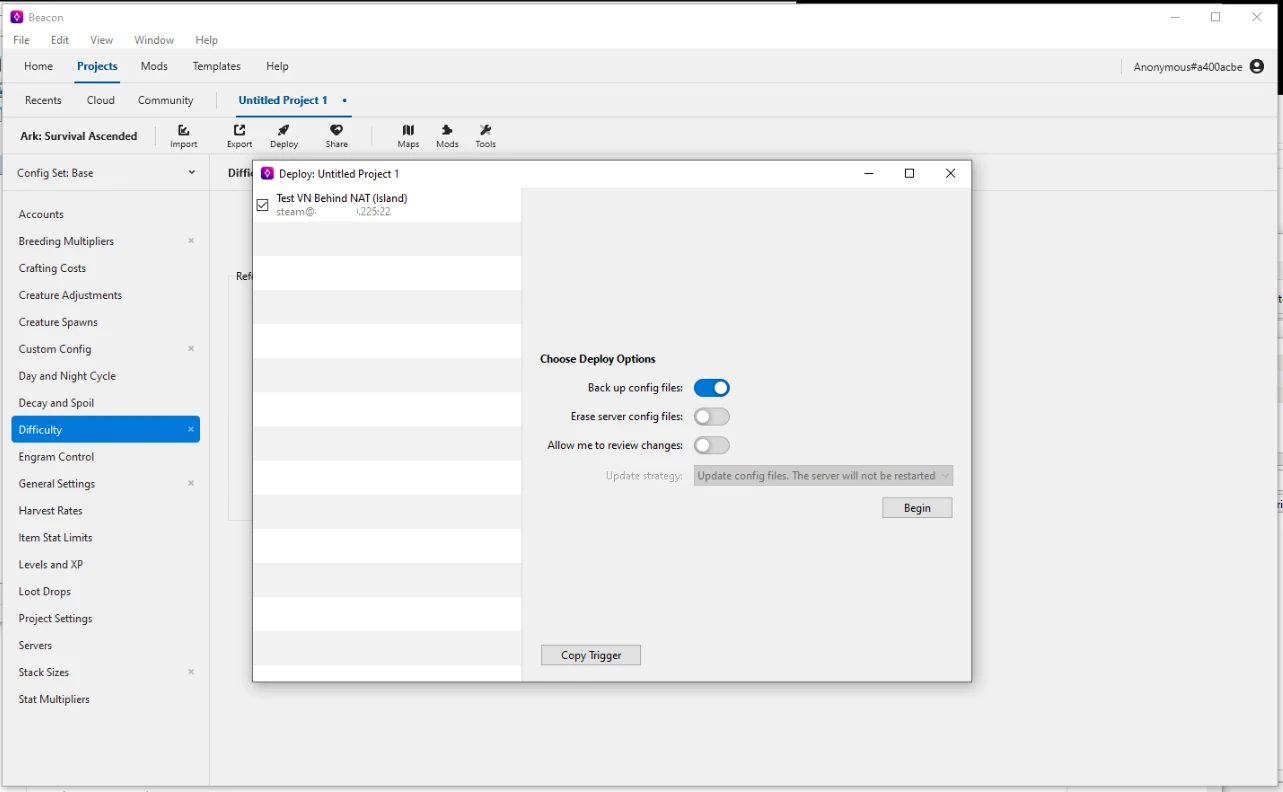 Beacon
File Edit View Window Help
Home Projects Mods Templates Help Anonymous#a400acbe
Recents Cloud Community Untitled Project 1 •
Ark: Survival Ascended Import Export Deploy Share Maps Mods Tools
Config Set: Base
Accounts
Breeding Multipliers ×
Crafting Costs
Creature Adjustments
Creature Spawns
Custom Config ×
Day and Night Cycle
Decay and Spoil
Difficulty ×
Engram Control
General Settings ×
Harvest Rates
Item Stat Limits
Levels and XP
Loot Drops
Project Settings
Servers
Stack Sizes ×
Stat Multipliers
Deploy: Untitled Project 1
Test VN Behind NAT (Island)
steam@ .225:22
Choose Deploy Options
Back up config files:
Erase server config files:
Allow me to review changes:
Update strategy: Update config files. The server will not be restarted
Begin
Copy Trigger